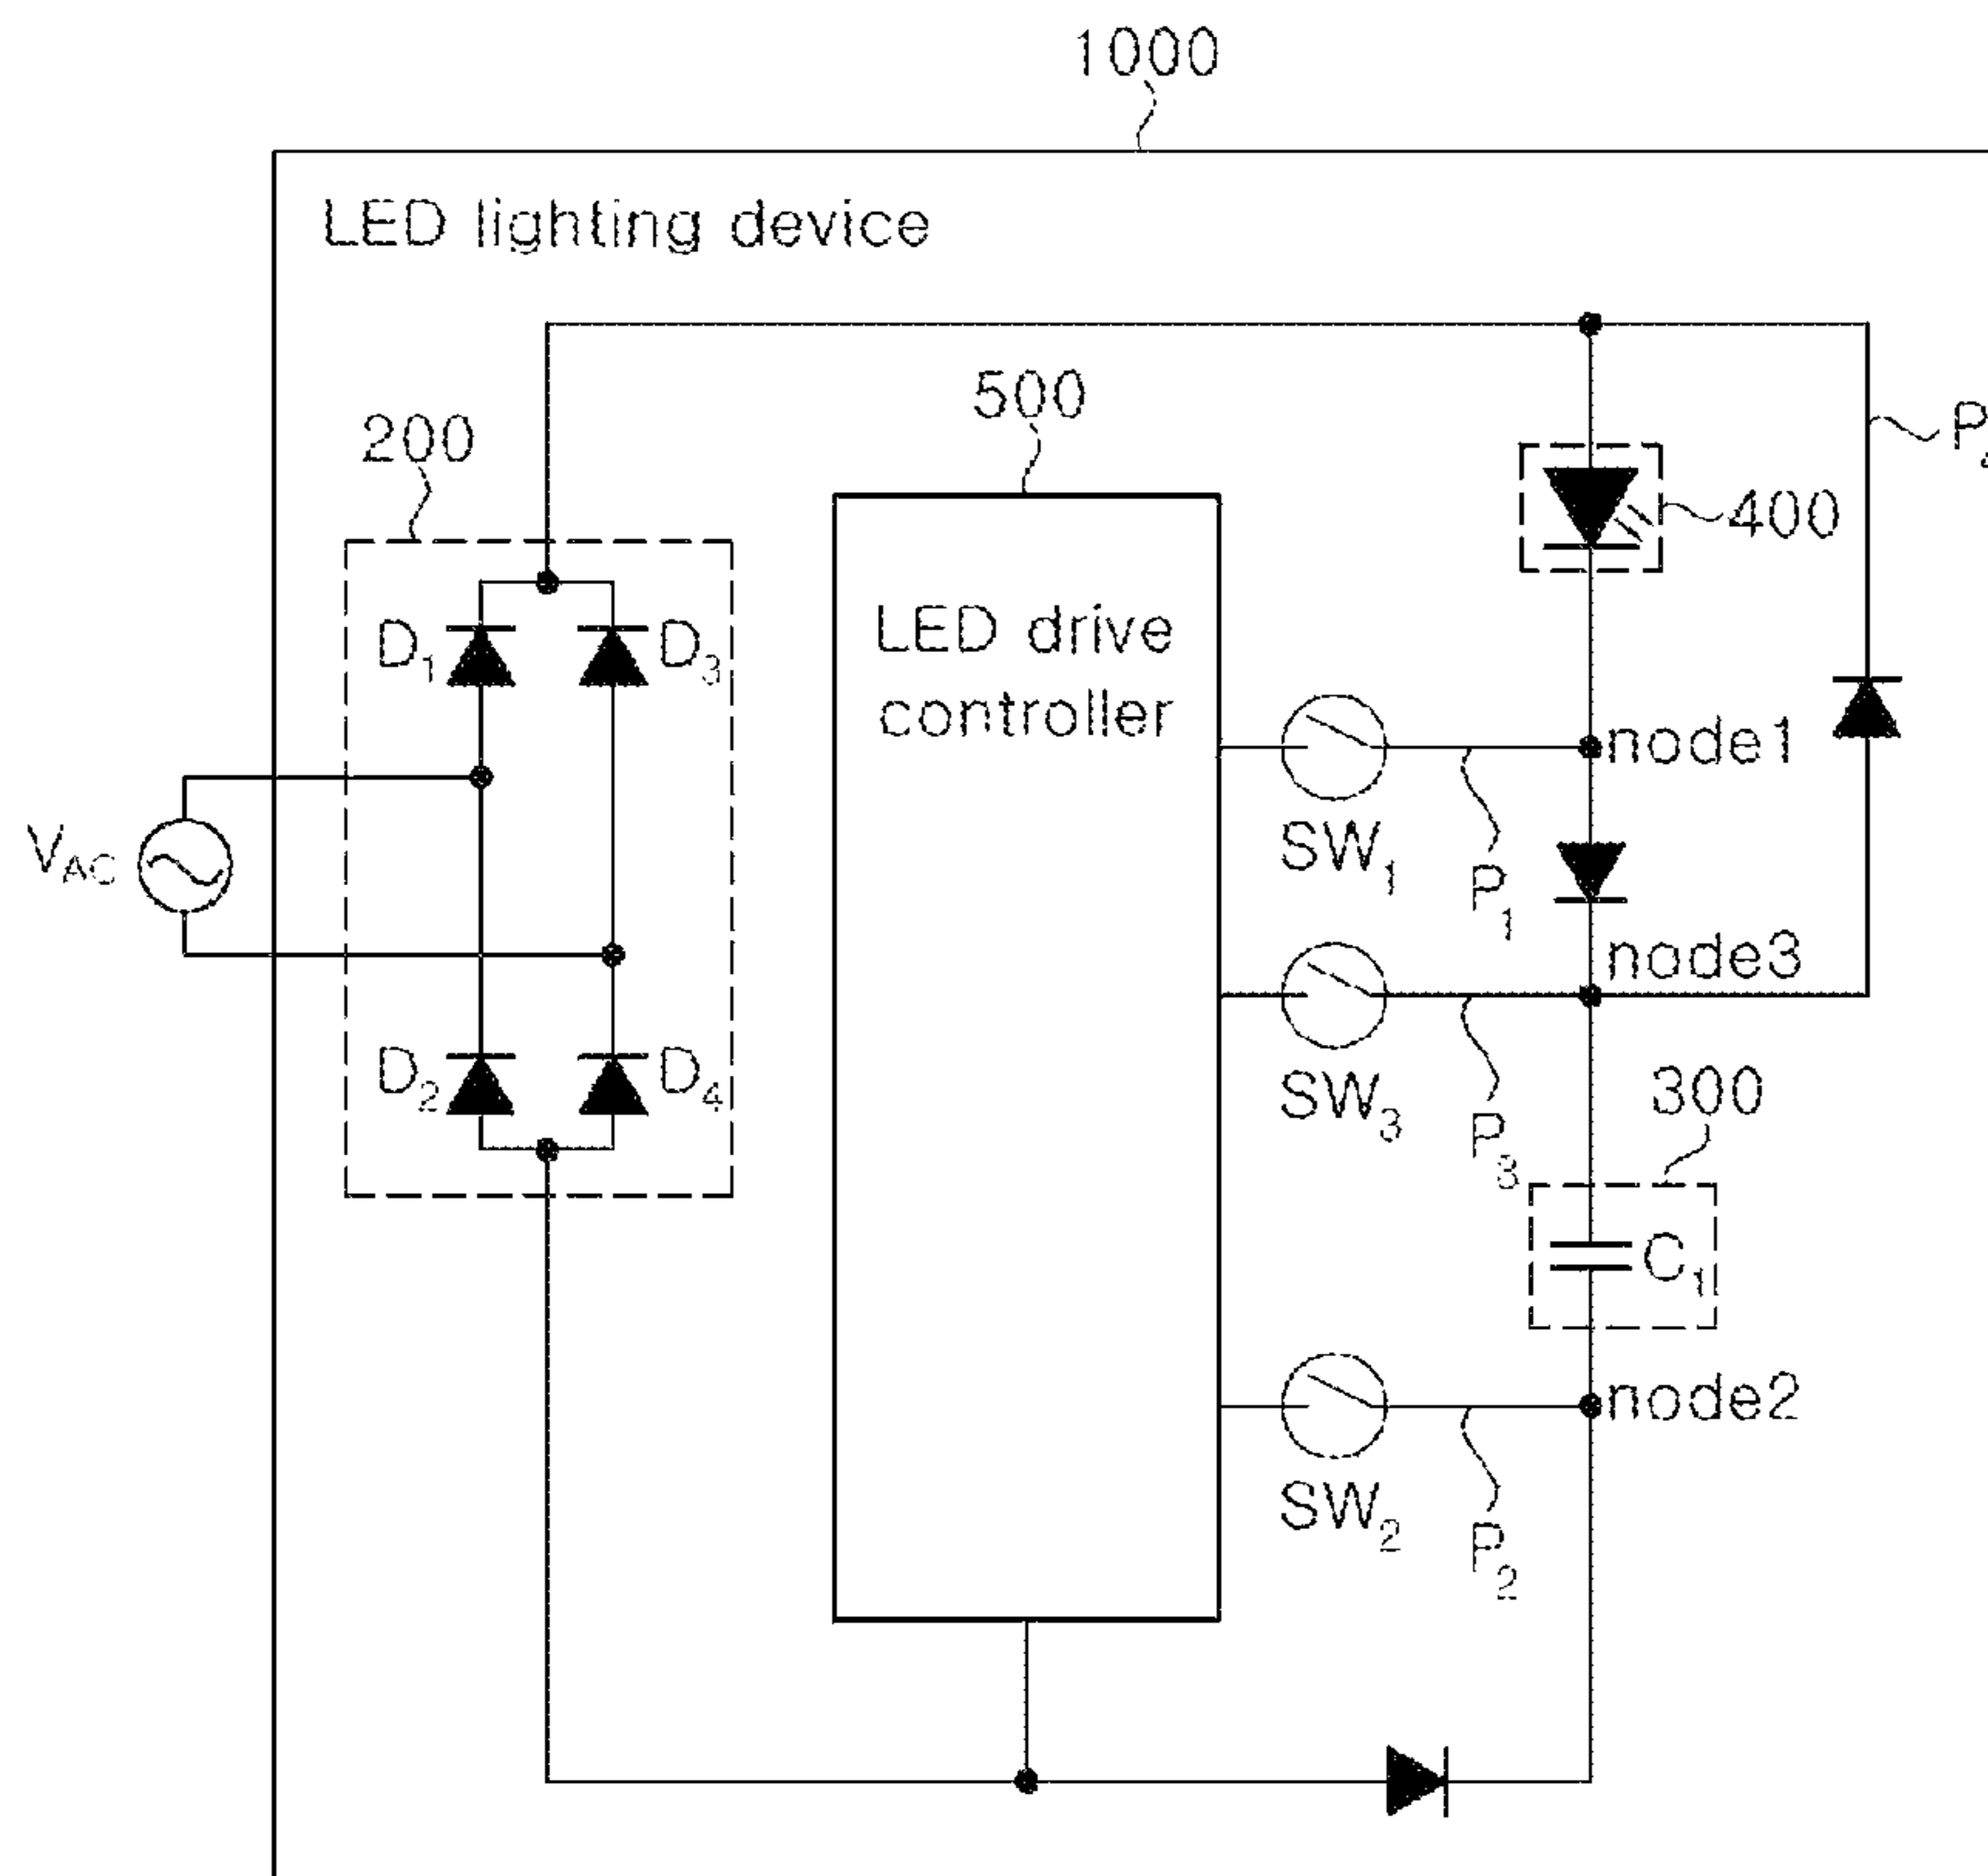 1000
LED lighting device
500
200
P
400
D1
D3
LED drive
controller
node1
VAC
SW1
P1
node3
D2
D4
SW3
P3
300
C1
node2
SW2
P2